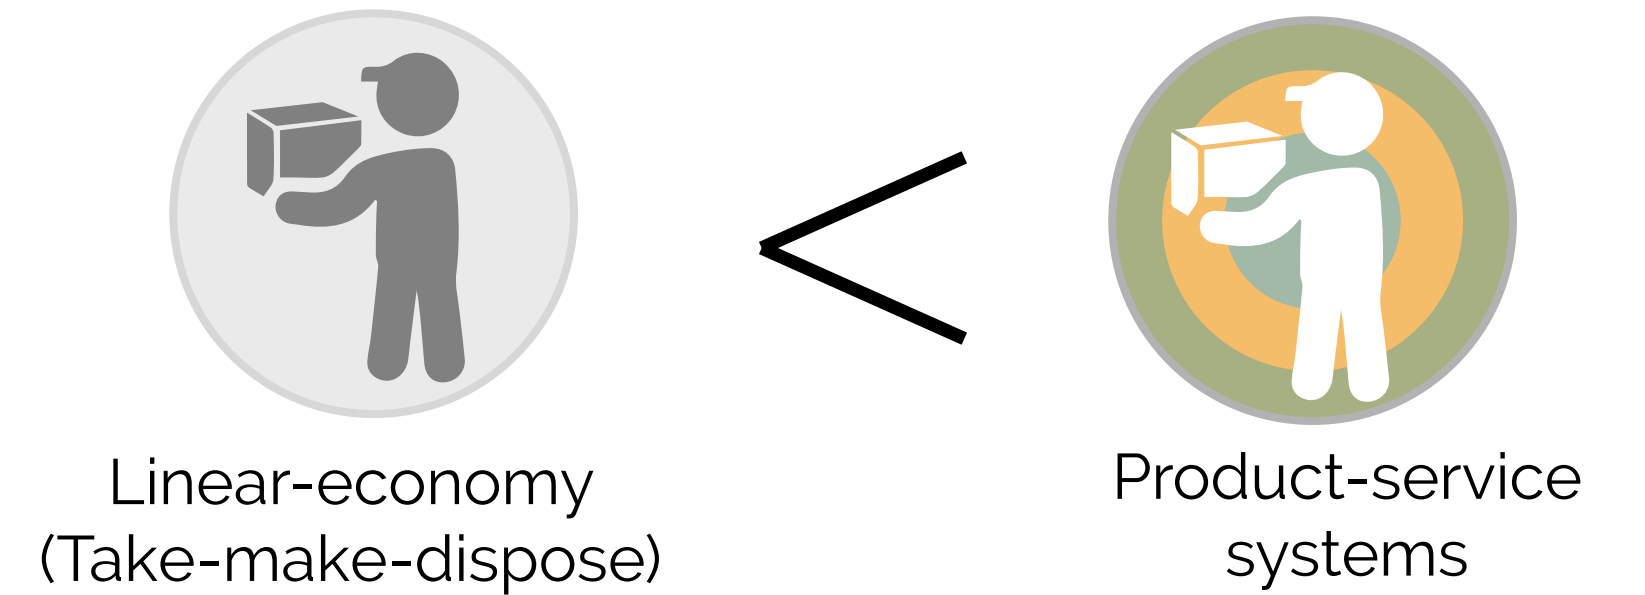 Linear-economy
(Take-make-dispose)
<
Product-service
systems